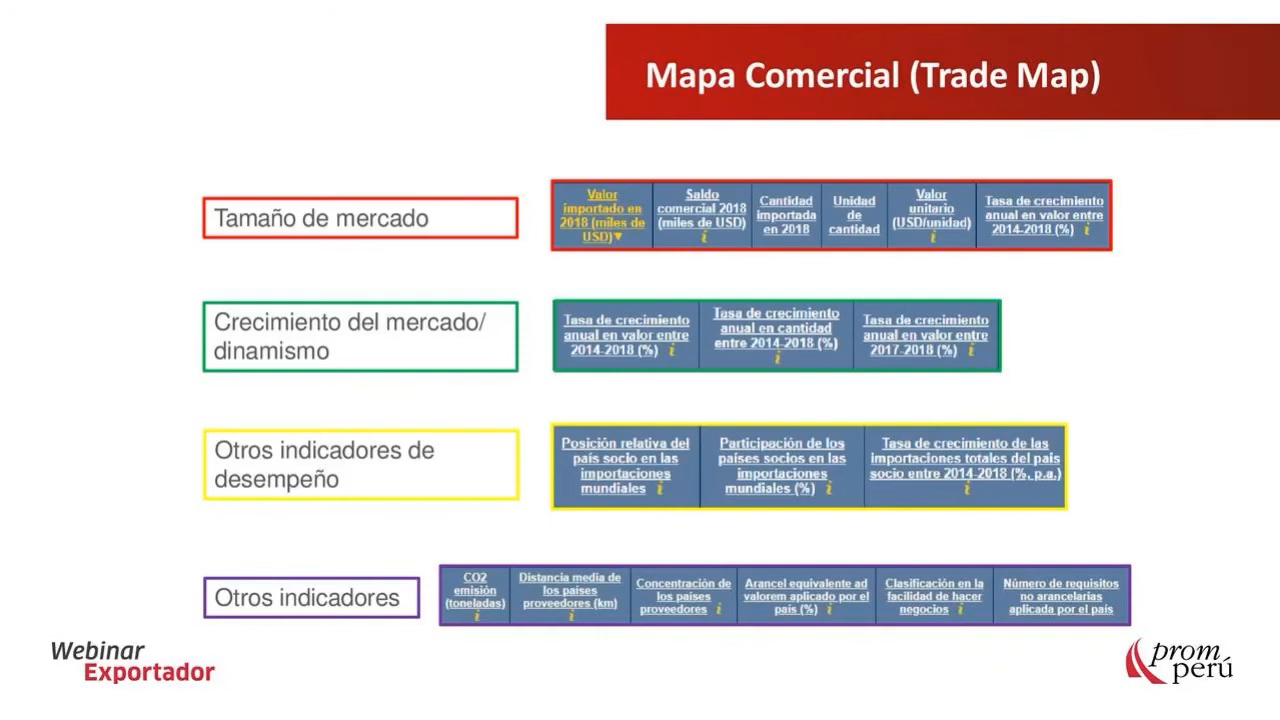 Mapa Comercial (Trade Map)
Tamaño de mercado
Valor
importado en
2018 (miles de
USD)▼
Saldo
comercial 2018
(miles de USD)
i
Cantidad
importada
en 2018
Unidad
de
cantidad
Valor
unitario
(USD/unidad)
i
Tasa de crecimiento
anual en valor entre
2014-2018 (%) i
Crecimiento del mercado/
dinamismo
Tasa de crecimiento
anual en valor entre
2014-2018 (%) i
Tasa de crecimiento
anual en cantidad
entre 2014-2018 (%)
i
Tasa de crecimiento
anual en valor entre
2017-2018 (%) i
Otros indicadores de
desempeño
Posición relativa del
país socio en las
importaciones
mundiales i
Participación de los
países socios en las
importaciones
mundiales (%) i
Tasa de crecimiento de las
importaciones totales del país
socio entre 2014-2018 (%, p.a.)
i
Otros indicadores
CO2
emisión
(toneladas)
i
Distancia media de
los países
proveedores (km)
i
Concentración de
los países
proveedores i
Arancel equivalente ad
valorem aplicado por el
país (%) i
Clasificación en la
facilidad de hacer
negocios i
Número de requisitos
no arancelarias
aplicada por el país
Webinar
Exportador
prom
perú